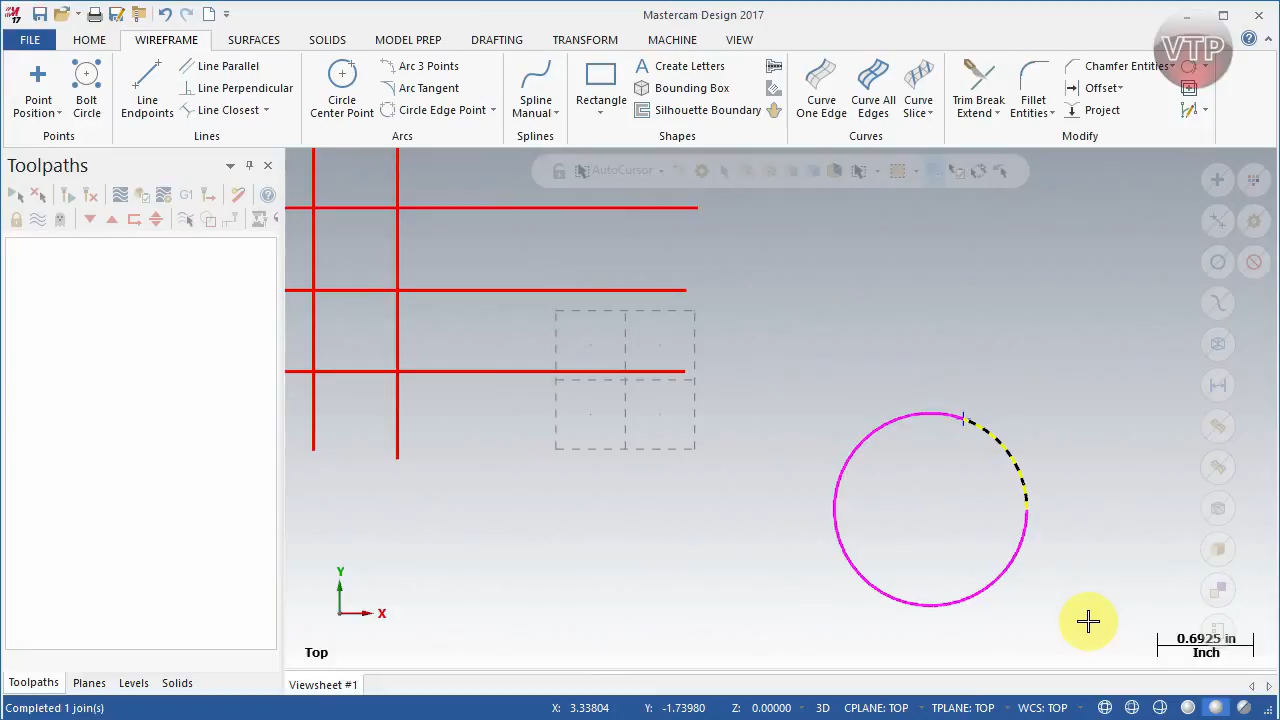 17
Mastercam Design 2017
FILE
HOME
WIREFRAME
SURFACES
SOLIDS
MODEL PREP
DRAFTING
TRANSFORM
MACHINE
VIEW
VTP
Point
Position
Bolt
Circle
Points
Line
Endpoints
Line Parallel
Line Perpendicular
Line Closest
Lines
Circle
Center Point
Arc 3 Points
Arc Tangent
Circle Edge Point
Arcs
Spline
Manual
Splines
Rectangle
Create Letters
Bounding Box
Silhouette Boundary
Shapes
Curve
One Edge
Curve All
Edges
Curve
Slice
Curves
Trim Break
Extend
Fillet
Entities
Chamfer Entities
Offset
Project
Modify
Toolpaths
G1
AutoCursor
Y
X
Top
0.6925 in
Inch
Toolpaths
Planes
Levels
Solids
Viewsheet #1
Completed 1 join(s)
X: 3.33804
Y: -1.73980
Z: 0.00000
3D
CPLANE: TOP
TPLANE: TOP
WCS: TOP